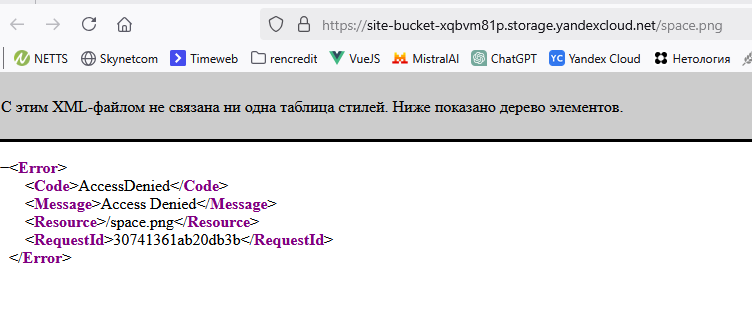 https://site-bucket-xqbvm81p.storage.yandexcloud.net/space.png
NETTS Skynetcom Timeweb rencredit VueJS MistralAI ChatGPT YC Yandex Cloud Нетология
С этим XML-файлом не связана ни одна таблица стилей. Ниже показано дерево элементов.
−<Error>
<Code>AccessDenied</Code>
<Message>Access Denied</Message>
<Resource>/space.png</Resource>
<RequestId>30741361ab20db3b</RequestId>
</Error>